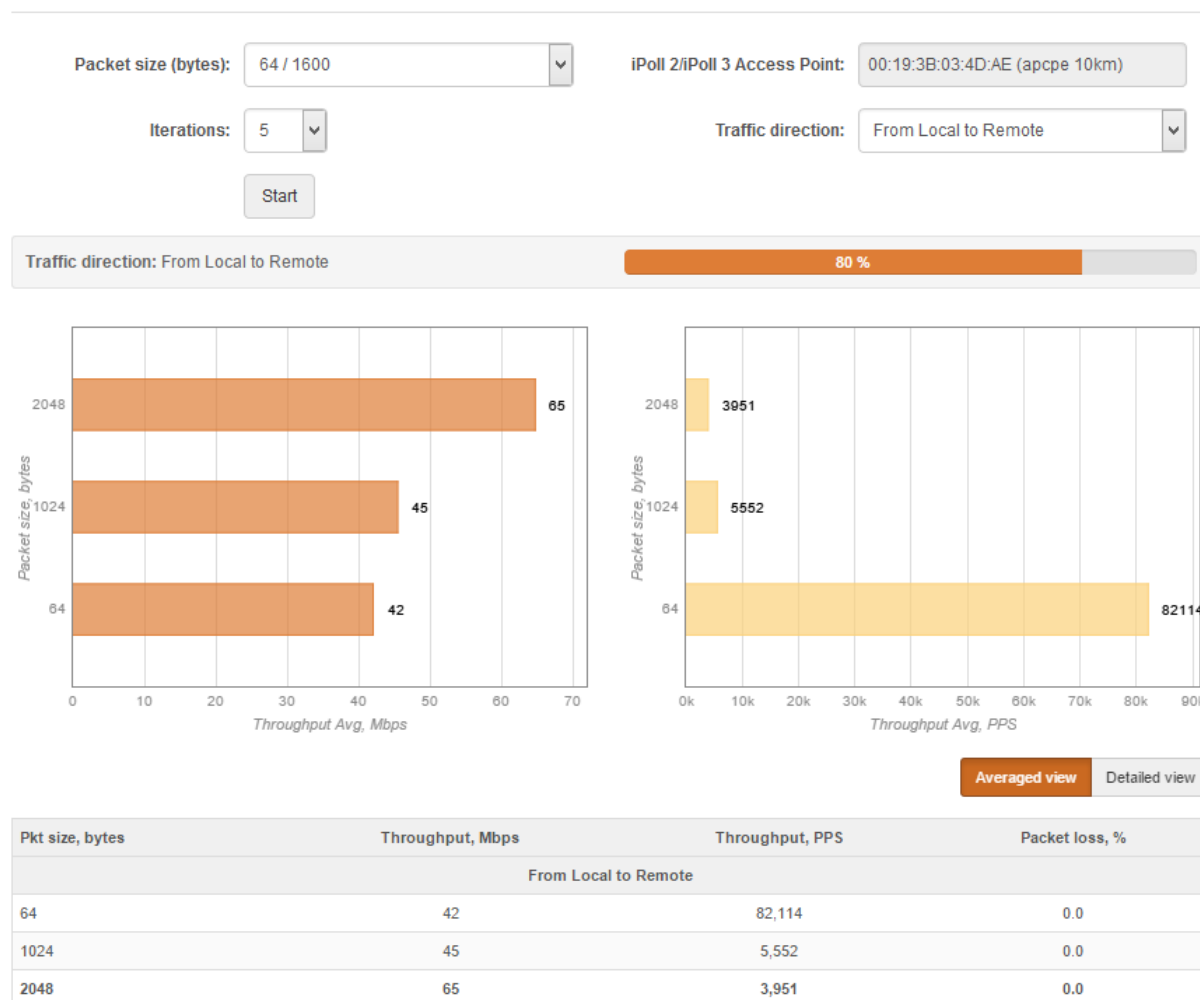 Packet size (bytes): 64 / 1600 iPoll 2/iPoll 3 Access Point: 00:19:3B:03:4D:AE (apcpe 10km)
Iterations: 5 Traffic direction: From Local to Remote
Start
Traffic direction: From Local to Remote 80 %
Packet size, bytes
2048 65
1024 45
64 42
0 10 20 30 40 50 60 70
Throughput Avg, Mbps
Packet size, bytes
2048 3951
1024 5552
64 82114
0k 10k 20k 30k 40k 50k 60k 70k 80k 90
Throughput Avg, PPS
Averaged view Detailed view
Pkt size, bytes Throughput, Mbps Throughput, PPS Packet loss, %
From Local to Remote
64 42 82,114 0.0
1024 45 5,552 0.0
2048 65 3,951 0.0